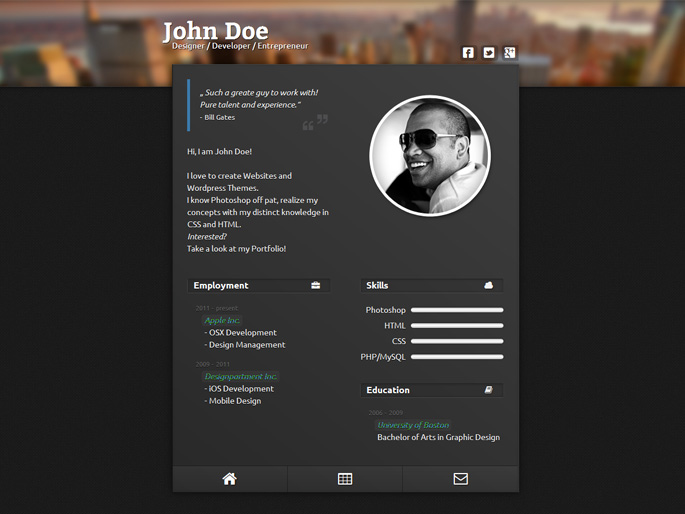 John Doe
Designer / Developer / Entrepreneur
„ Such a greate guy to work with!
Pure talent and experience.“
- Bill Gates
Hi, I am John Doe!
I love to create Websites and
Wordpress Themes.
I know Photoshop off pat, realize my
concepts with my distinct knowledge in
CSS and HTML.
Interested?
Take a look at my Portfolio!
Employment
2011 - present
Apple Inc.
- OSX Development
- Design Management
2009 - 2011
Designpartment Inc.
- iOS Development
- Mobile Design
Skills
Photoshop
HTML
CSS
PHP/MySQL
Education
2006 - 2009
University of Boston
Bachelor of Arts in Graphic Design